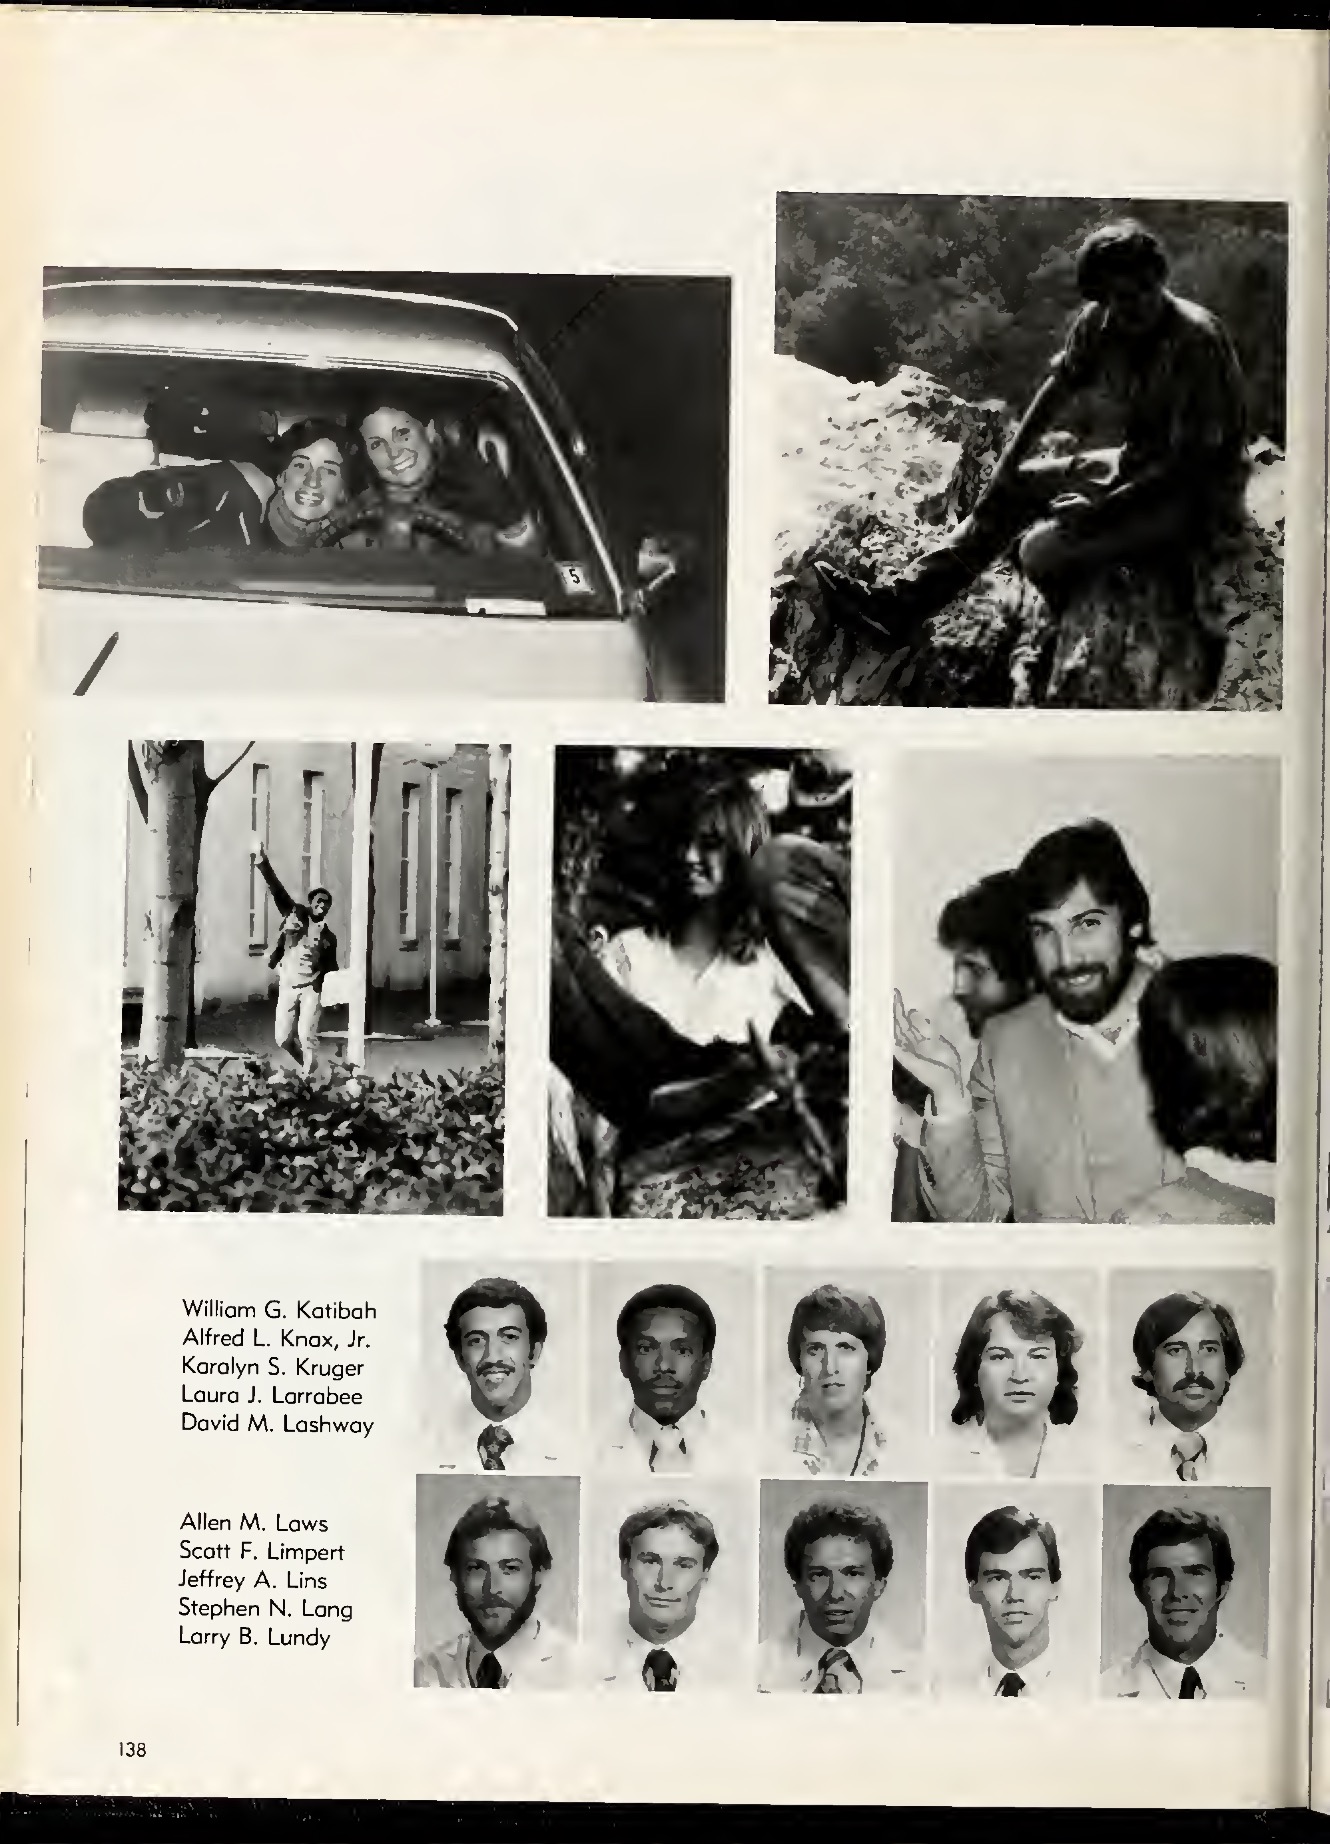 5
William G. Katibah
Alfred L. Knox, Jr.
Karolyn S. Kruger
Laura J. Larrabee
David M. Lashway
Allen M. Laws
Scott F. Limpert
Jeffrey A. Lins
Stephen N. Long
Larry B. Lundy
138